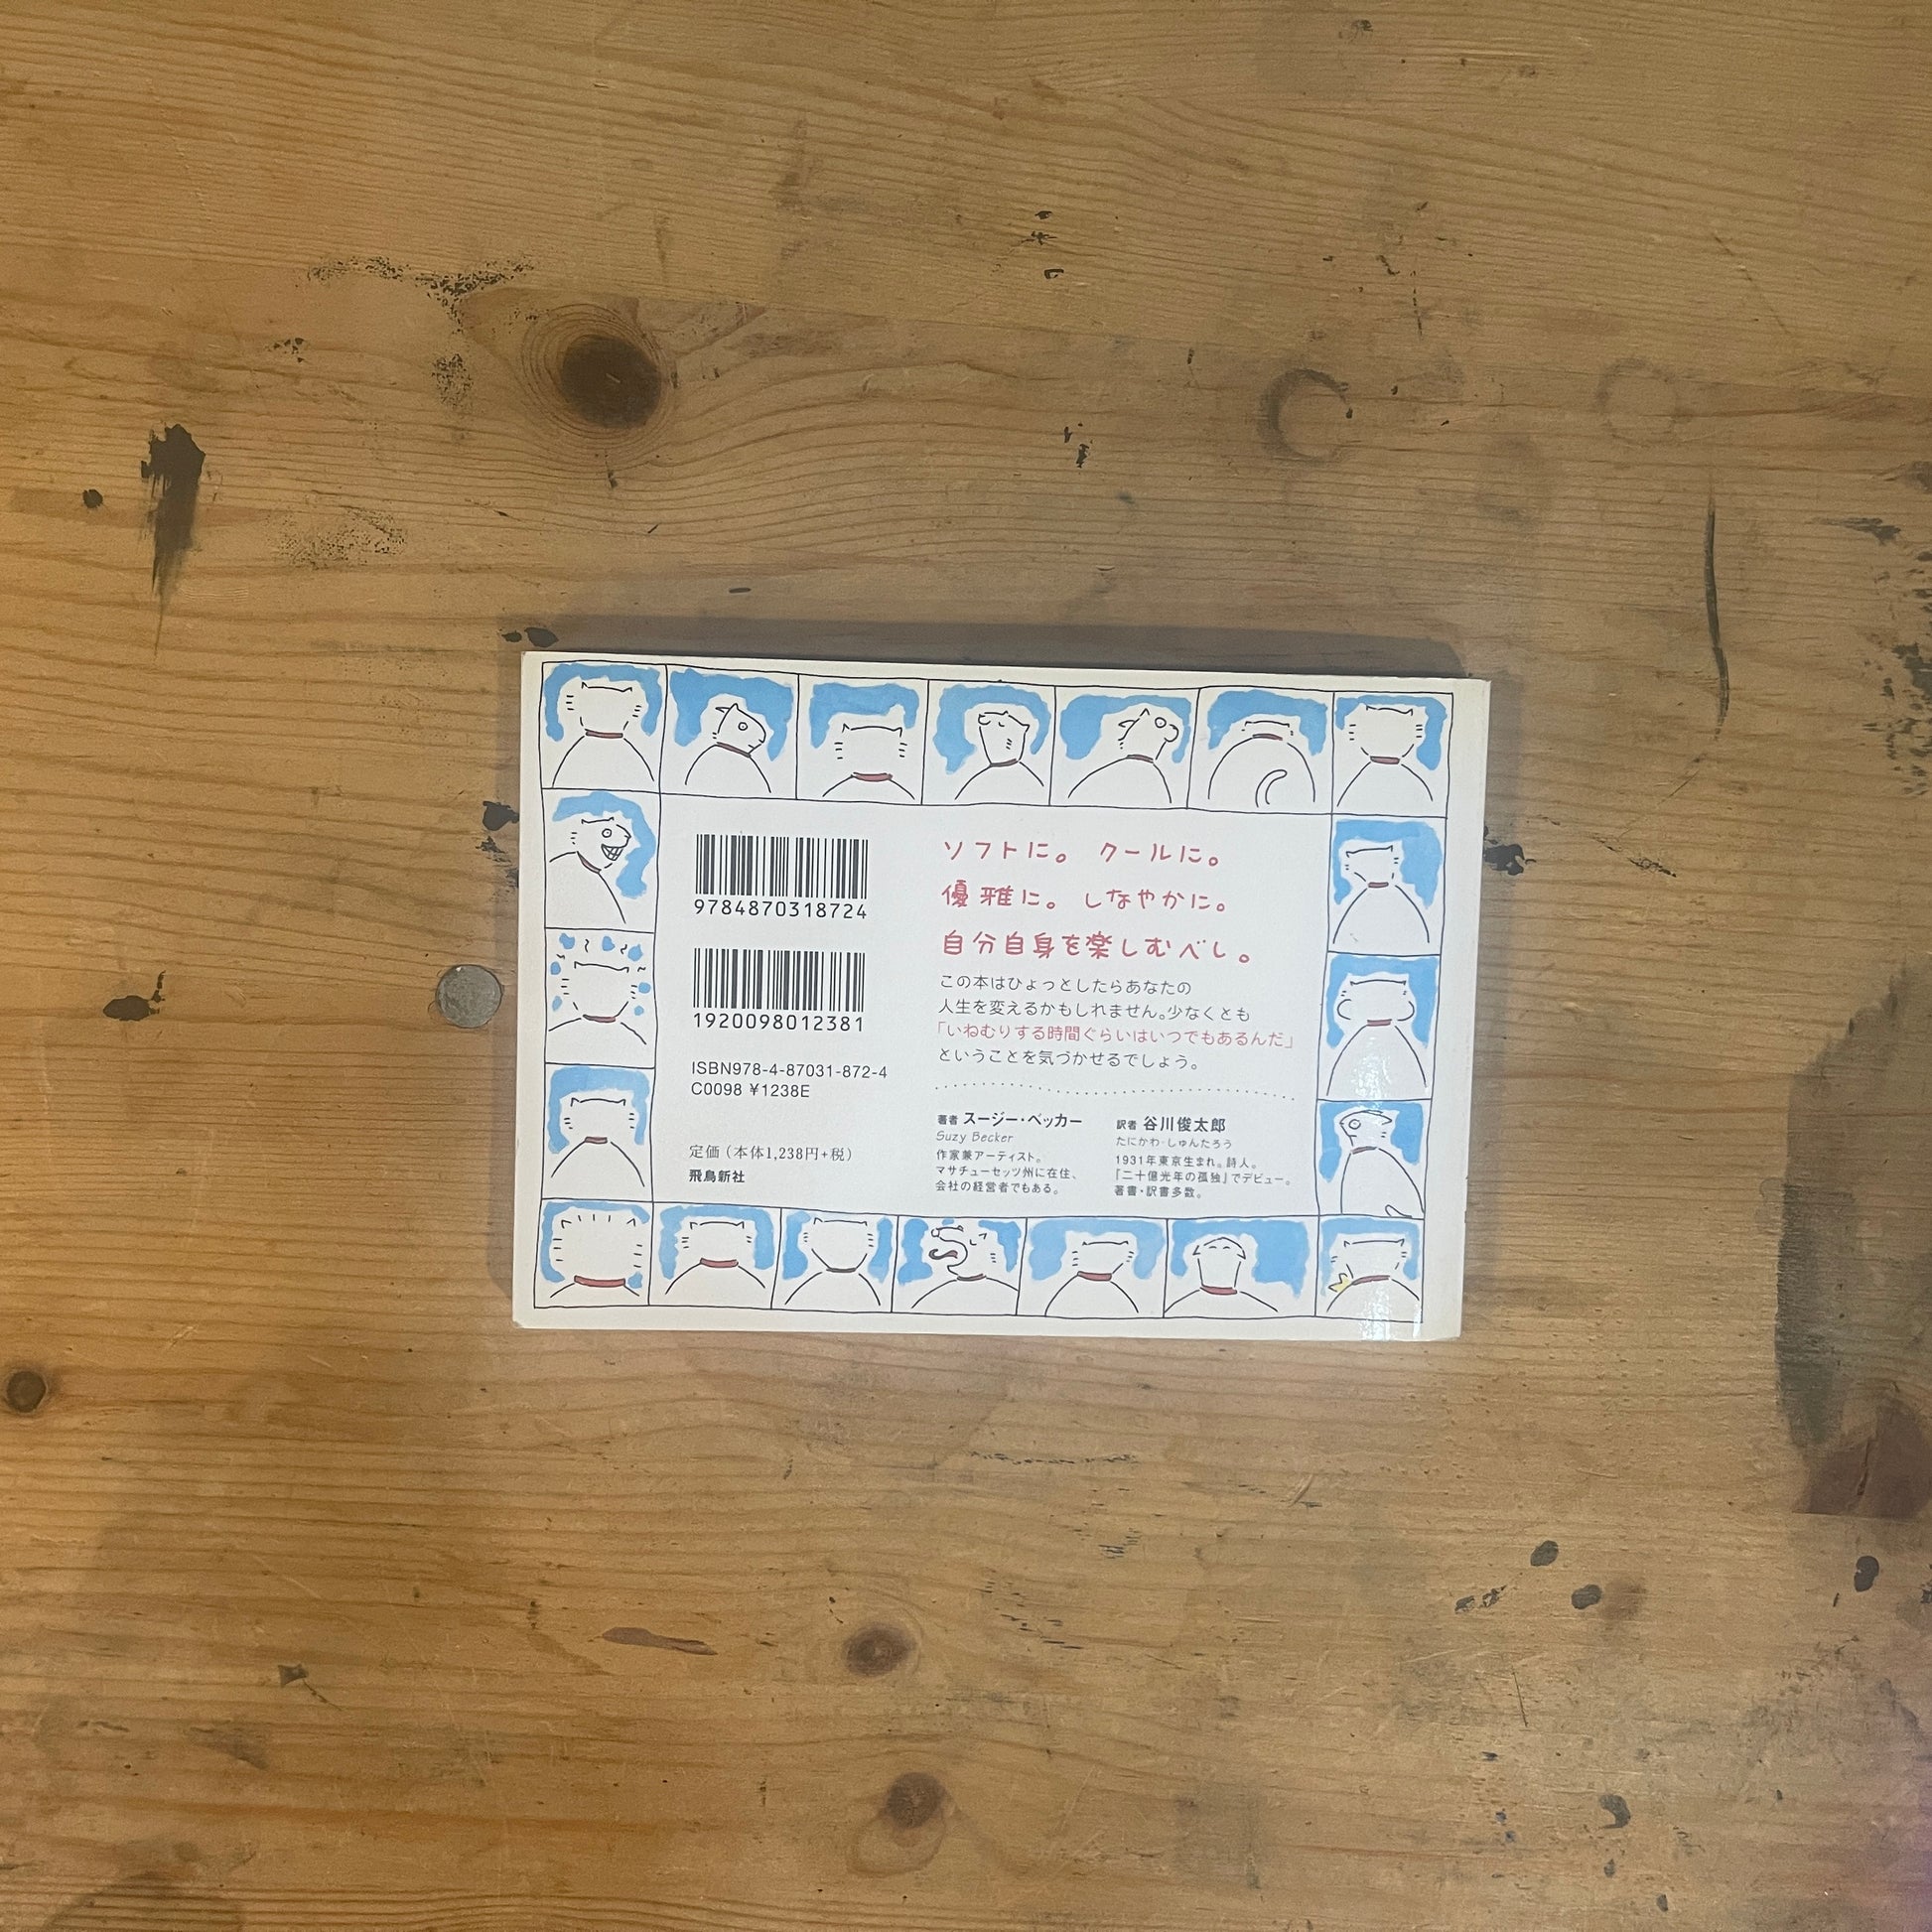 9784870318724
1920098012381
ISBN978-4-87031-872-4
C0098 ¥1238E
定価（本体1,238円+税）
飛鳥新社
ソフトに。 クールに。
優雅に。 しなやかに。
自分自身を楽しむべし。
この本はひょっとしたらあなたの
人生を変えるかもしれません。少なくとも
「いねむりする時間ぐらいはいつでもあるんだ」
ということを気づかせるでしょう。
著者 スージー・ベッカー
Suzy Becker
作家兼アーティスト。
マサチューセッツ州に在住、
会社の経営者でもある。
訳者 谷川俊太郎
たにかわ・しゅんたろう
1931年東京生まれ。詩人。
「二十億光年の孤独」でデビュー。
著書・訳書多数。